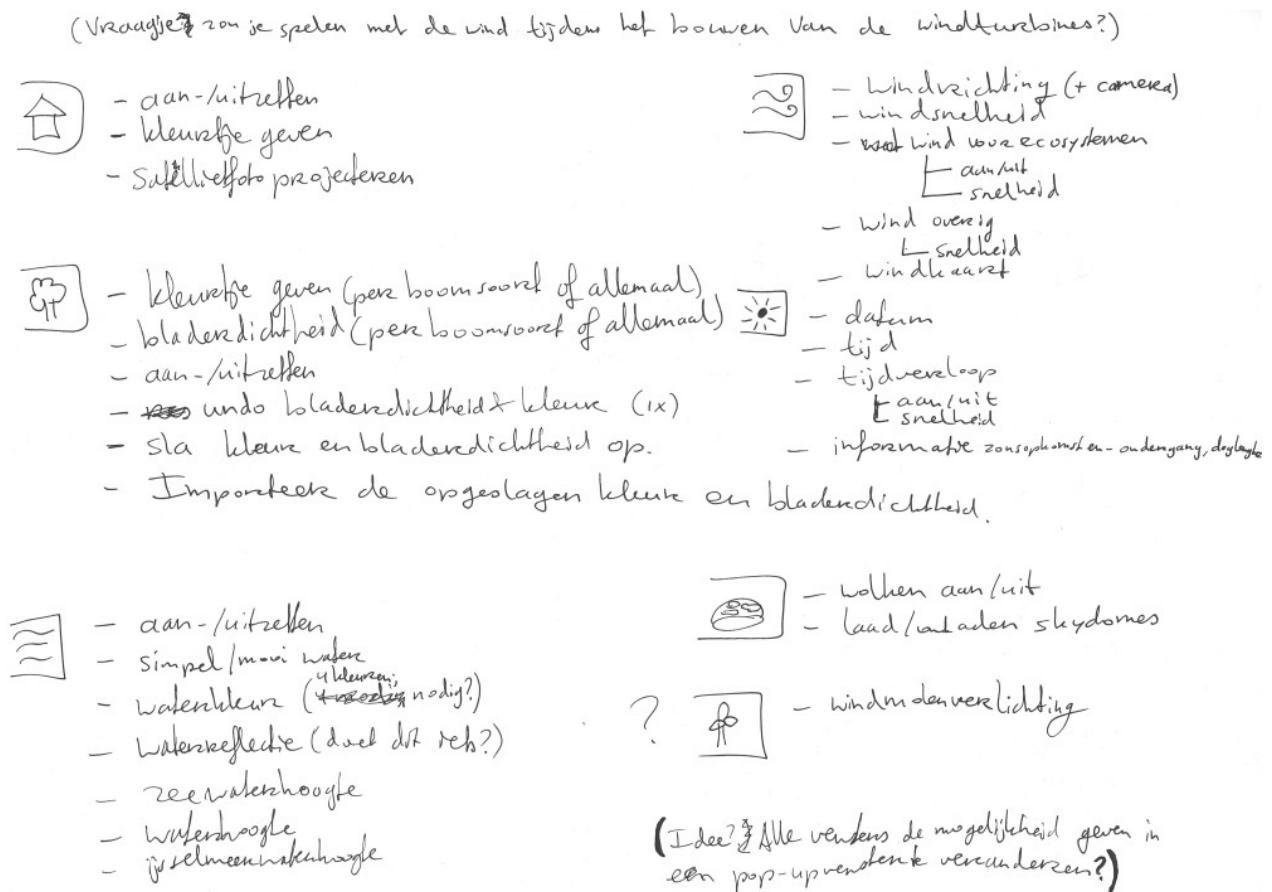 (Vraagje: zou je spelen met de wind tijdens het bouwen van de windturbines?)
- aan-/uitzetten
- kleurtje geven
- Satellietfoto projecteren
- kleurtje geven (per boomsoort of allemaal)
- bladerdichtheid (per boomsoort of allemaal)
- aan-/uitzetten
- undo bladerdichtheid & kleur (1x)
- sla kleur en bladerdichtheid op.
- Importeer de opgeslagen kleur en bladerdichtheid.
- aan-/uitzetten
- simpel/mooi water
- waterkleur (4 kleuren, nodig?)
- waterreflectie (doet dit iets?)
- zeewaterhoogte
- waterhoogte
- ijsselmeerwaterhoogte
- windrichting (+ camera)
- windsnelheid
- wind voor ecosystemen
aan/uit
snelheid
- wind overig
snelheid
- windkaart
- datum
- tijd
- tijdverloop
aan/uit
snelheid
- informatie zonsopkomst en -ondergang, daglengte
- wolken aan/uit
- laad/ontladen skydomes
?
- windmolenverlichting
(Idee? Alle vensters de mogelijkheid geven in
een pop-upvenster te veranderen?)